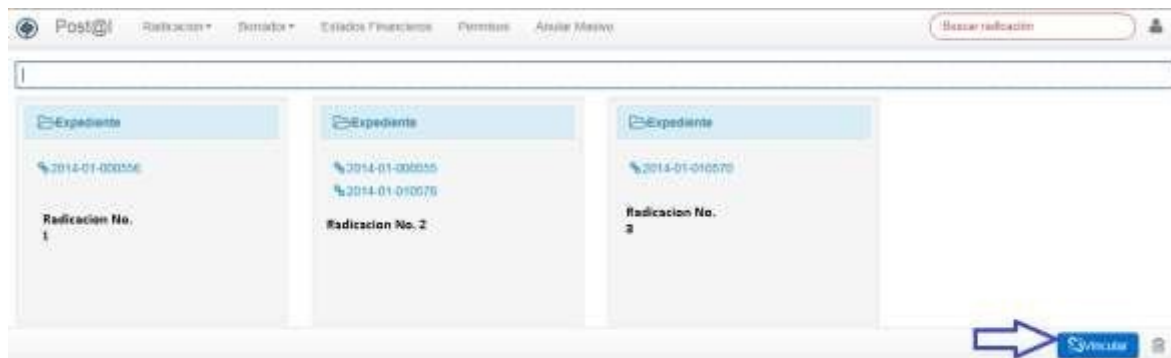 Post@l Radicacion Borrador Estados Financieros Permisos Anular Masivo Buscar radicación
Expediente Expediente Expediente
2014-01-000556 2014-01-000555 2014-01-010570
2014-01-010570
Radicacion No. 1
Radicacion No. 2
Radicacion No. 3
Vincular